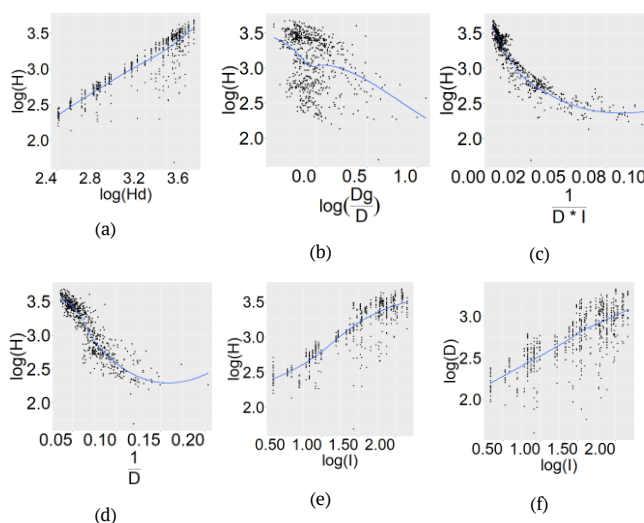 log(H)
3.5
3.0
2.5
2.0
2.4
2.8
3.2
3.6
log(Hd)
(a)
log(H)
3.5
3.0
2.5
2.0
0.0
0.5
1.0
log(Dg/D)
(b)
log(H)
3.5
3.0
2.5
2.0
0.00
0.02
0.05
0.08
0.10
1
D * I
(c)
log(H)
3.5
3.0
2.5
2.0
0.05
0.10
0.15
0.20
1
D
(d)
log(H)
3.5
3.0
2.5
2.0
0.50
1.00
1.50
2.00
log(I)
(e)
log(D)
3.0
2.5
2.0
0.50
1.00
1.50
2.00
log(I)
(f)